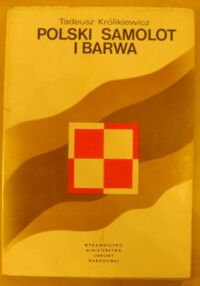 Tadeusz Królikiewicz
POLSKI SAMOLOT
I BARWA
WYDAWNICTWO
MINISTERSTWA
OBRONY
NARODOWEJ